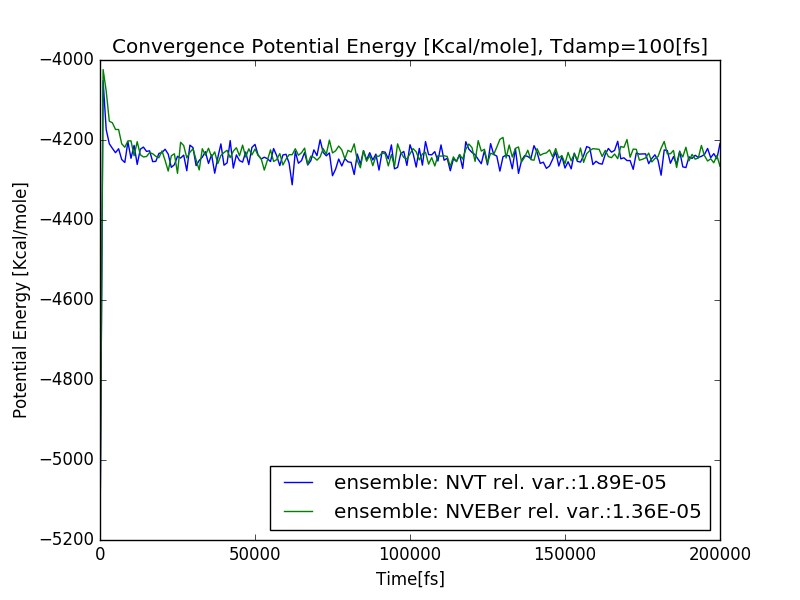 Convergence Potential Energy [Kcal/mole], Tdamp=100[fs]
−4000
−4200
−4400
−4600
−4800
−5000
−5200
Potential Energy [Kcal/mole]
ensemble: NVT rel. var.:1.89E-05
ensemble: NVEBer rel. var.:1.36E-05
0 50000 100000 150000 200000
Time[fs]